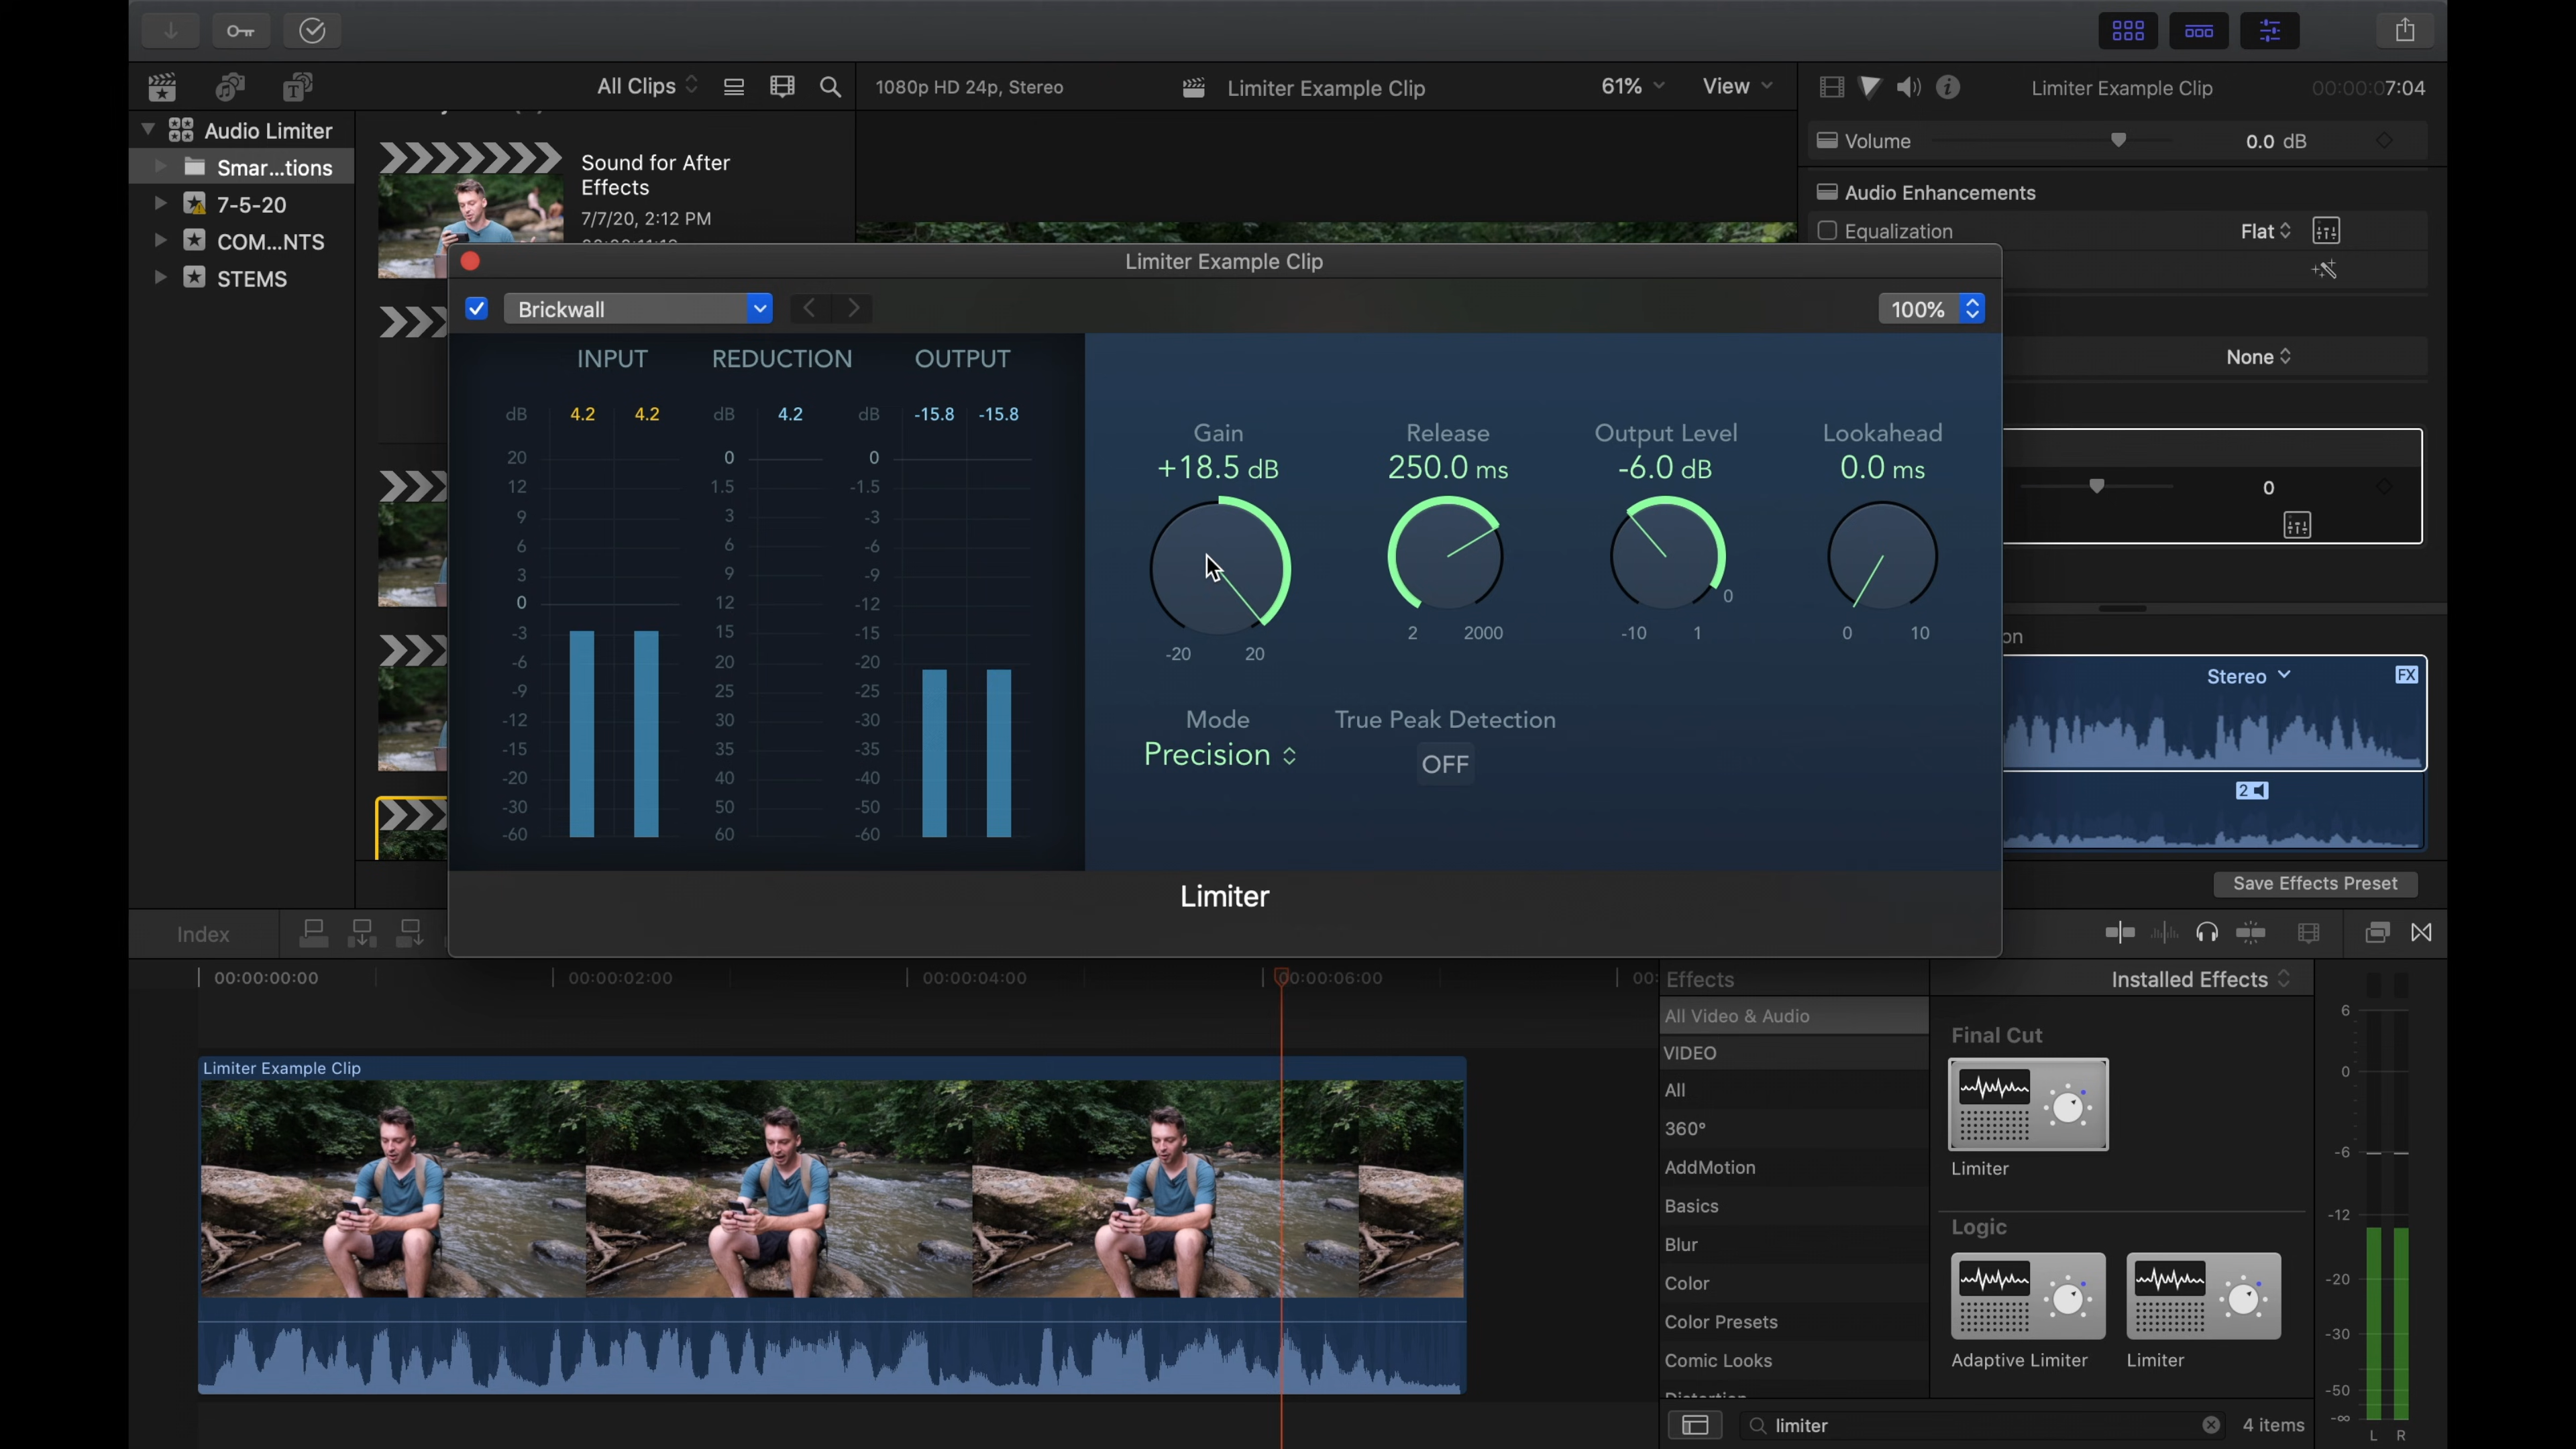 All Clips
1080p HD 24p, Stereo
Limiter Example Clip
61%
View
Limiter Example Clip
00:00:07:04
Audio Limiter
Smar...tions
7-5-20
COM...NTS
STEMS
Sound for After
Effects
7/7/20, 2:12 PM
Volume
0.0 dB
Audio Enhancements
Equalization
Flat
None
0
Stereo
FX
2
Save Effects Preset
Limiter Example Clip
Brickwall
100%
INPUT
REDUCTION
OUTPUT
dB 4.2 4.2
dB 4.2
dB -15.8 -15.8
20
12
9
6
3
0
-3
-6
-9
-12
-15
-20
-30
-60
0
1.5
3
6
9
12
15
20
25
30
35
40
50
60
0
-1.5
-3
-6
-9
-12
-15
-20
-25
-30
-35
-40
-50
-60
Gain
+18.5 dB
-20 20
Release
250.0 ms
2 2000
Output Level
-6.0 dB
0
-10 1
Lookahead
0.0 ms
0 10
Mode
Precision
True Peak Detection
OFF
Limiter
Index
00:00:00:00
00:00:02:00
00:00:04:00
00:00:06:00
00:
Limiter Example Clip
Effects
Installed Effects
All Video & Audio
VIDEO
All
360°
AddMotion
Basics
Blur
Color
Color Presets
Comic Looks
Final Cut
Limiter
Logic
Adaptive Limiter
Limiter
limiter
4 items
6
0
-6
-12
-20
-30
-50
-∞
L R